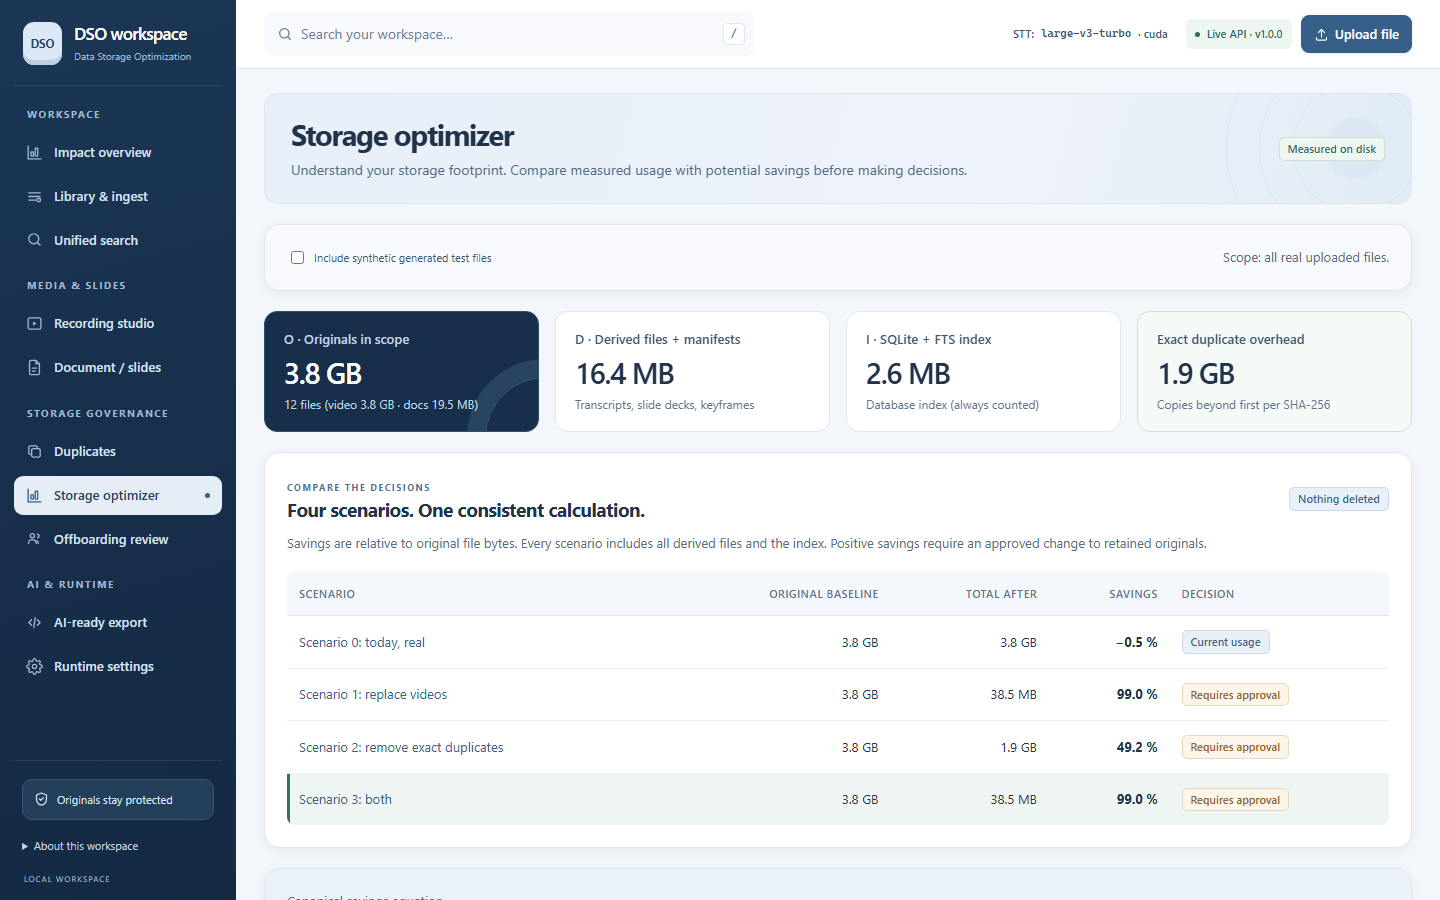 DSO
DSO workspace
Data Storage Optimization
WORKSPACE
Impact overview
Library & ingest
Unified search
MEDIA & SLIDES
Recording studio
Document / slides
STORAGE GOVERNANCE
Duplicates
Storage optimizer
Offboarding review
AI & RUNTIME
AI-ready export
Runtime settings
Originals stay protected
About this workspace
LOCAL WORKSPACE
Search your workspace...
/
STT: large-v3-turbo · cuda
Live API · v1.0.0
Upload file
Storage optimizer
Understand your storage footprint. Compare measured usage with potential savings before making decisions.
Measured on disk
Include synthetic generated test files
Scope: all real uploaded files.
O · Originals in scope
3.8 GB
12 files (video 3.8 GB · docs 19.5 MB)
D · Derived files + manifests
16.4 MB
Transcripts, slide decks, keyframes
I · SQLite + FTS index
2.6 MB
Database index (always counted)
Exact duplicate overhead
1.9 GB
Copies beyond first per SHA-256
COMPARE THE DECISIONS
Four scenarios. One consistent calculation.
Nothing deleted
Savings are relative to original file bytes. Every scenario includes all derived files and the index. Positive savings require an approved change to retained originals.
SCENARIO ORIGINAL BASELINE TOTAL AFTER SAVINGS DECISION
Scenario 0: today, real 3.8 GB 3.8 GB −0.5 % Current usage
Scenario 1: replace videos 3.8 GB 38.5 MB 99.0 % Requires approval
Scenario 2: remove exact duplicates 3.8 GB 1.9 GB 49.2 % Requires approval
Scenario 3: both 3.8 GB 38.5 MB 99.0 % Requires approval
Canonical savings equation